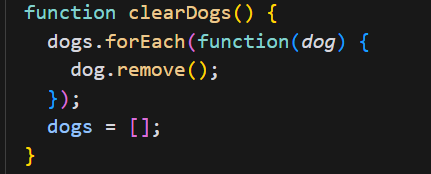 function clearDogs() {
  dogs.forEach(function(dog) {
    dog.remove();
  });
  dogs = [];
}